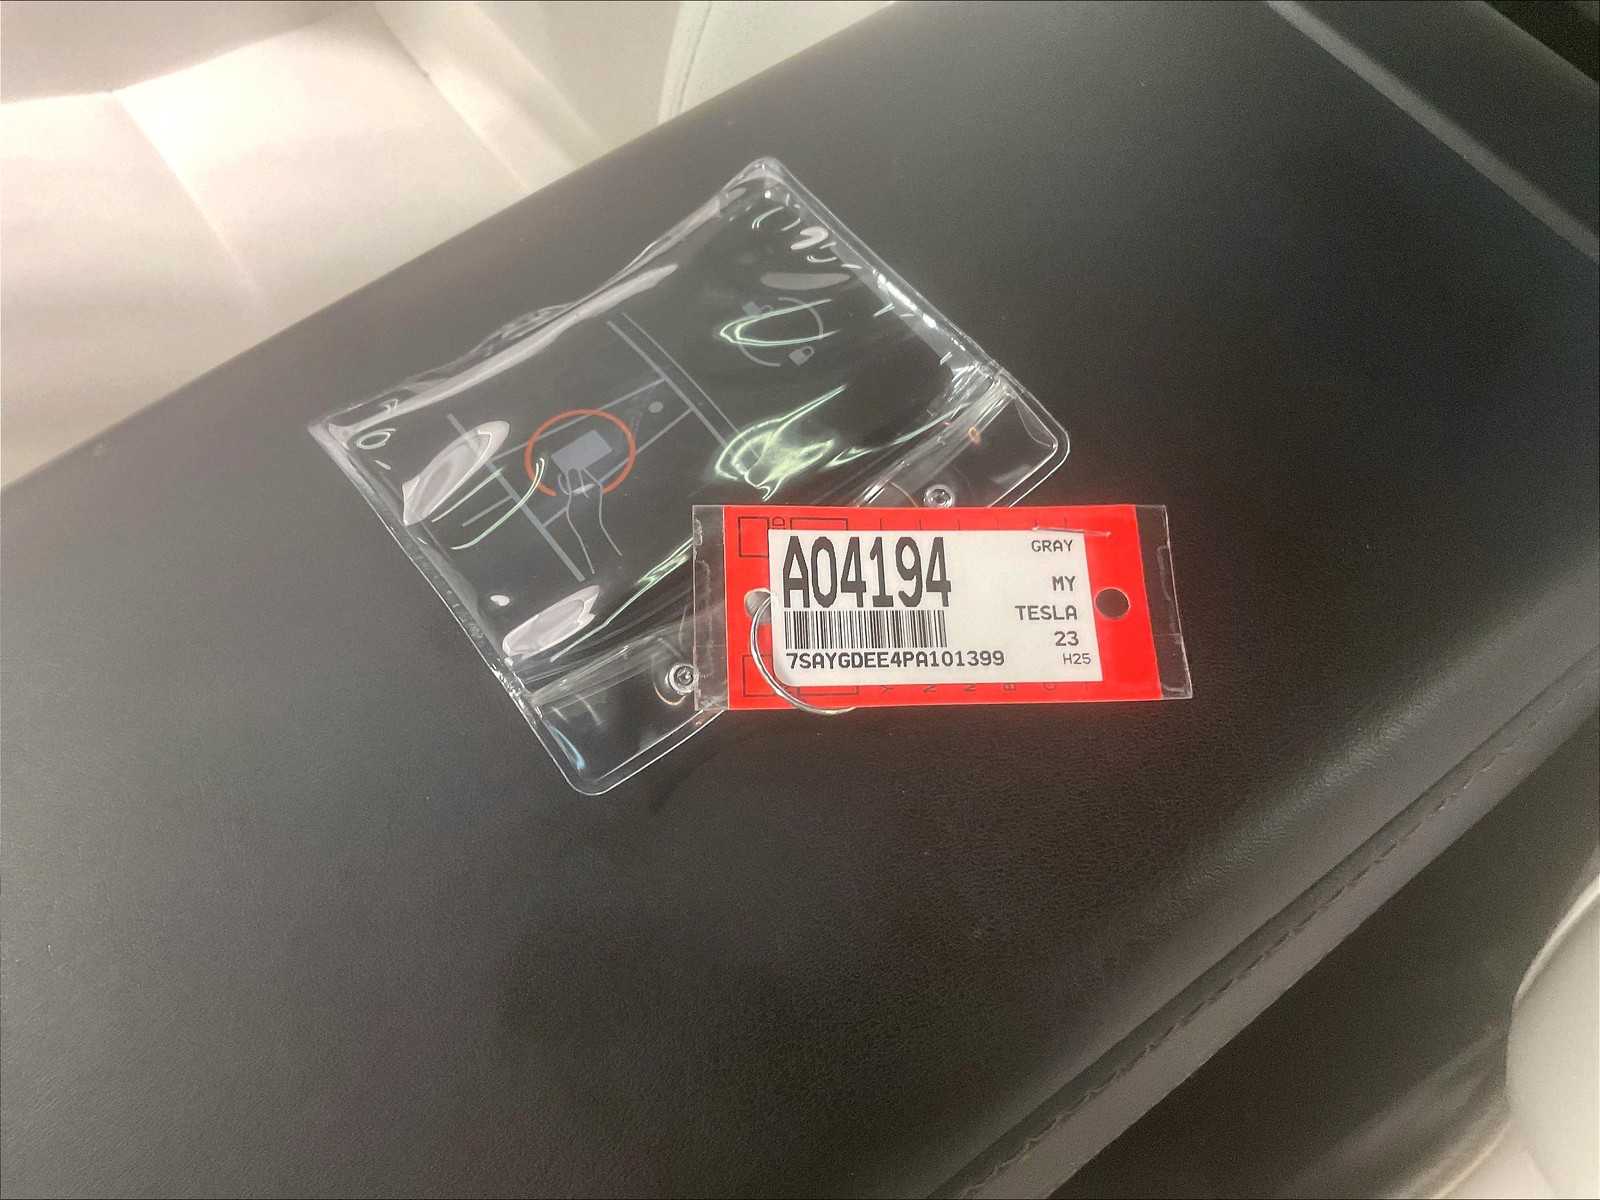 A04194
GRAY
MY
TESLA
23
7SAYGDEE4PA101399
H25